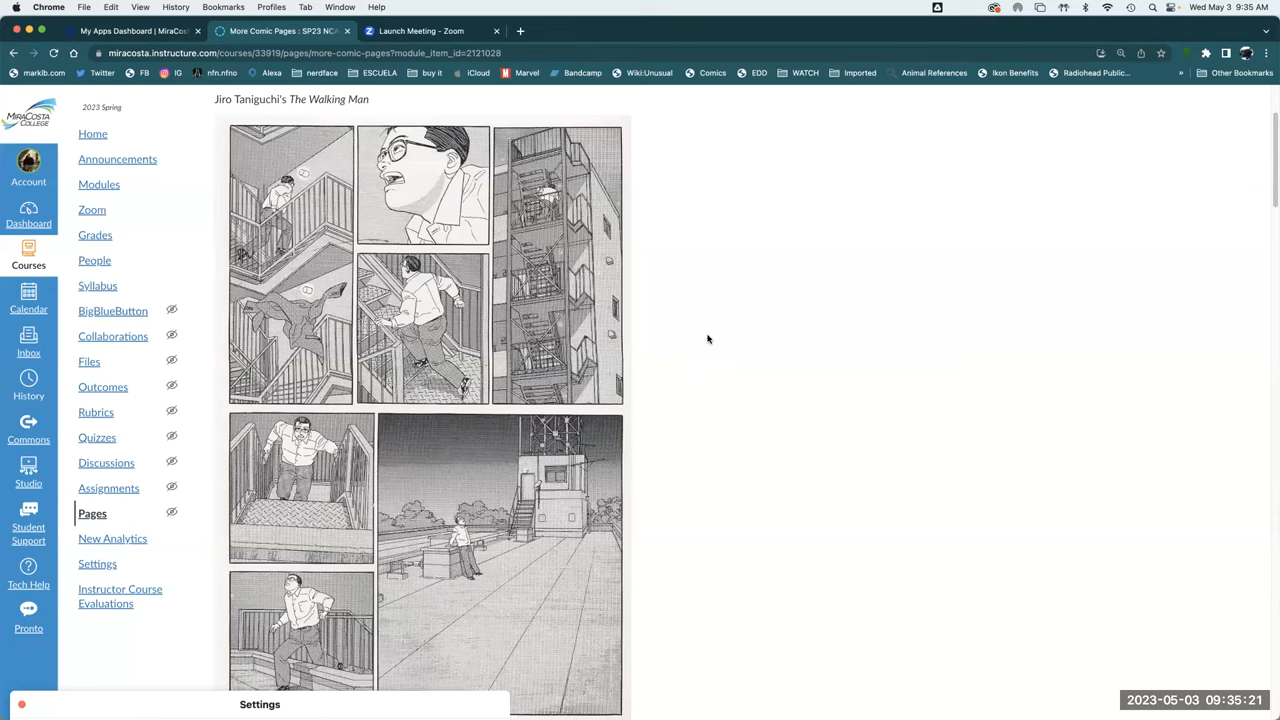 Chrome File Edit View History Bookmarks Profiles Tab Window Help Wed May 3 9:35 AM
My Apps Dashboard | MiraCost More Comic Pages : SP23 NCA Launch Meeting - Zoom
miracosta.instructure.com/courses/33919/pages/more-comic-pages?module_item_id=2121028
marklb.com Twitter FB IG nfn.nfno Alexa nerdface ESCUELA buy it iCloud Marvel Bandcamp Wiki:Unusual Comics EDD WATCH Imported Animal References Ikon Benefits Radiohead Public... » Other Bookmarks
MIRACOSTA
COLLEGE
Account
Dashboard
Courses
Calendar
Inbox
History
Commons
Studio
Student
Support
Tech Help
Pronto
2023 Spring
Home
Announcements
Modules
Zoom
Grades
People
Syllabus
BigBlueButton
Collaborations
Files
Outcomes
Rubrics
Quizzes
Discussions
Assignments
Pages
New Analytics
Settings
Instructor Course
Evaluations
Jiro Taniguchi's The Walking Man
Settings
2023-05-03 09:35:21